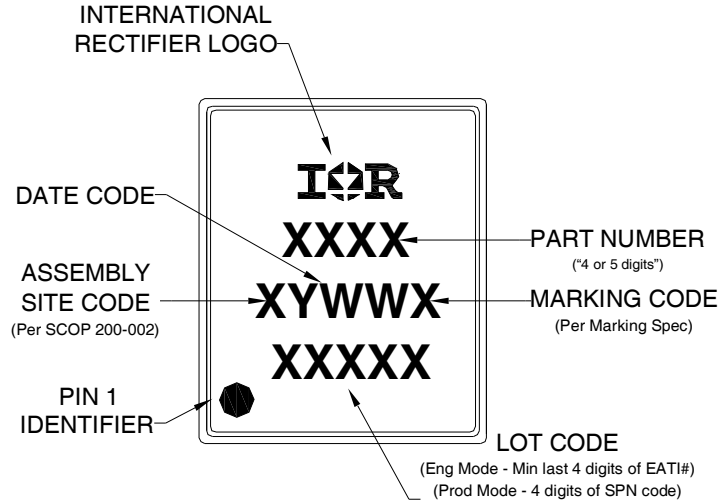 INTERNATIONAL
RECTIFIER LOGO
IOR
DATE CODE
XXXX
PART NUMBER
(“4 or 5 digits”)
ASSEMBLY
SITE CODE
(Per SCOP 200-002)
XYWWX
MARKING CODE
(Per Marking Spec)
XXXXX
PIN 1
IDENTIFIER
LOT CODE
(Eng Mode - Min last 4 digits of EATI#)
(Prod Mode - 4 digits of SPN code)